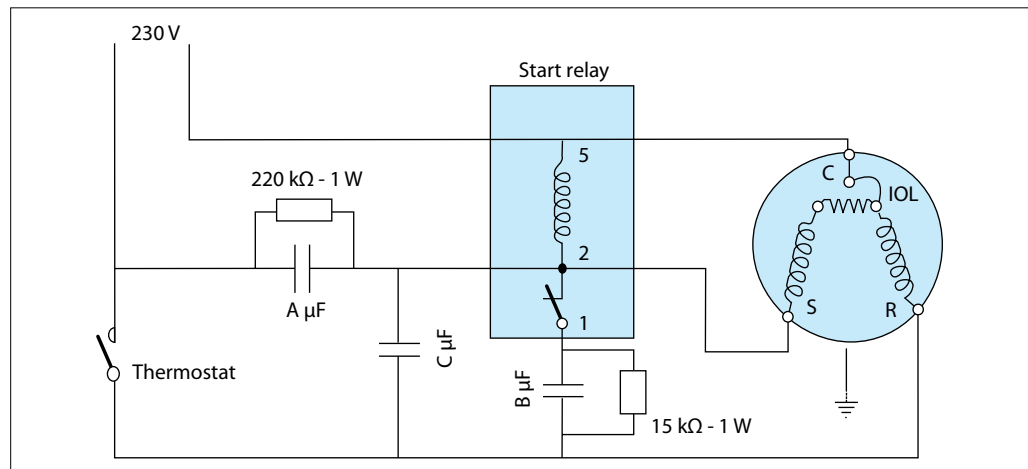 230 V
Start relay
5
C
IOL
220 kΩ - 1 W
2
A µF
S
R
1
C µF
Thermostat
B µF
15 kΩ - 1 W